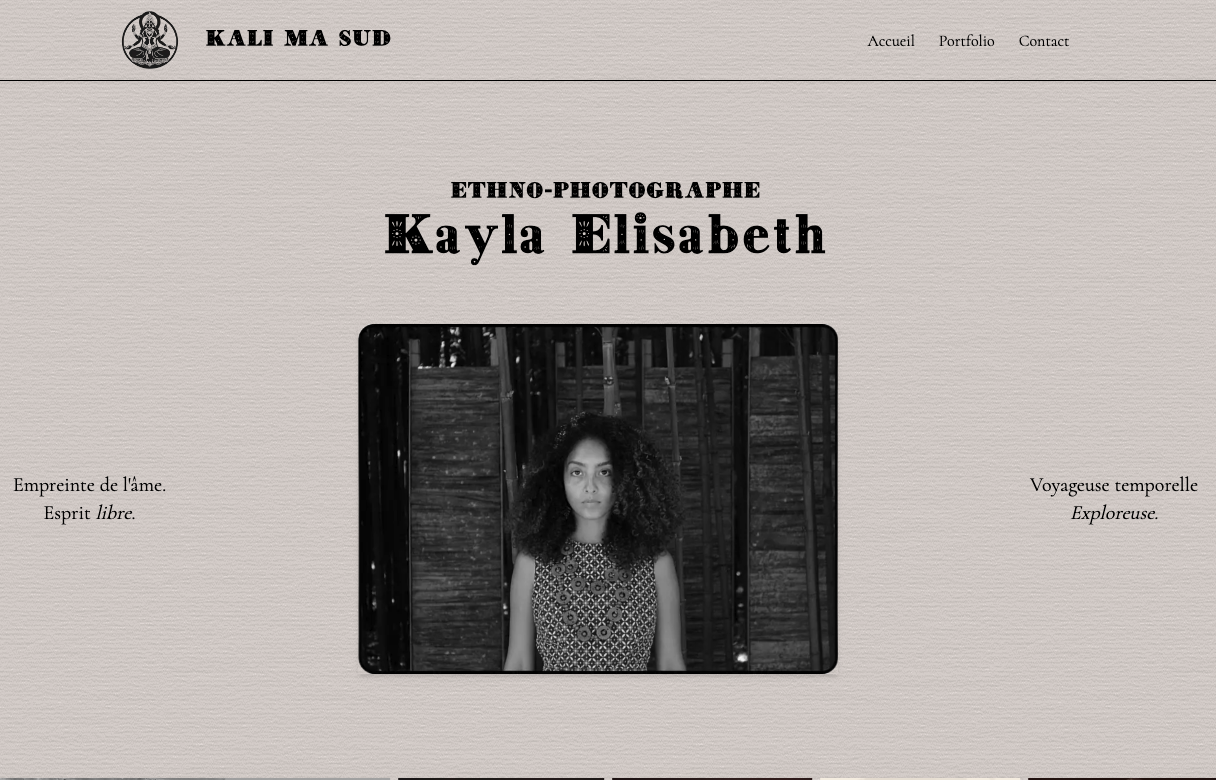 KALI MA SUD
Accueil Portfolio Contact
ETHNO-PHOTOGRAPHE
Kayla Elisabeth
Empreinte de l'âme.
Esprit libre.
Voyageuse temporelle
Exploreuse.